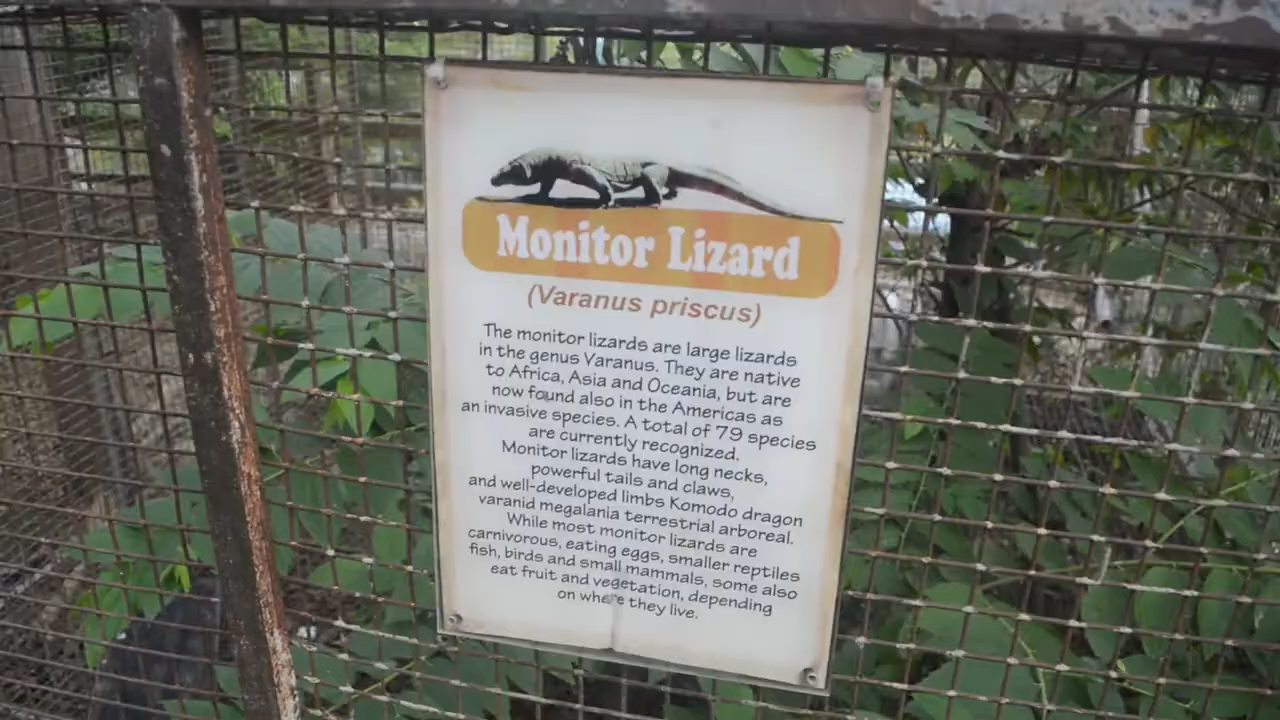 Monitor Lizard
(Varanus priscus)
The monitor lizards are large lizards
in the genus Varanus. They are native
to Africa, Asia and Oceania, but are
now found also in the Americas as
an invasive species. A total of 79 species
are currently recognized.
Monitor lizards have long necks,
powerful tails and claws,
and well-developed limbs Komodo dragon
varanid megalania terrestrial arboreal.
While most monitor lizards are
carnivorous, eating eggs, smaller reptiles
fish, birds and small mammals, some also
eat fruit and vegetation, depending
on where they live.